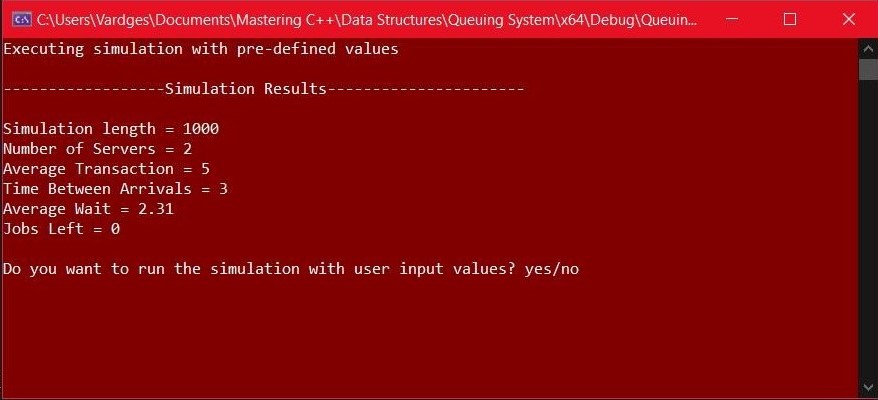 C:\Users\Vardges\Documents\Mastering C++\Data Structures\Queuing System\x64\Debug\Queuin...
Executing simulation with pre-defined values
------------------Simulation Results----------------------
Simulation length = 1000
Number of Servers = 2
Average Transaction = 5
Time Between Arrivals = 3
Average Wait = 2.31
Jobs Left = 0
Do you want to run the simulation with user input values? yes/no